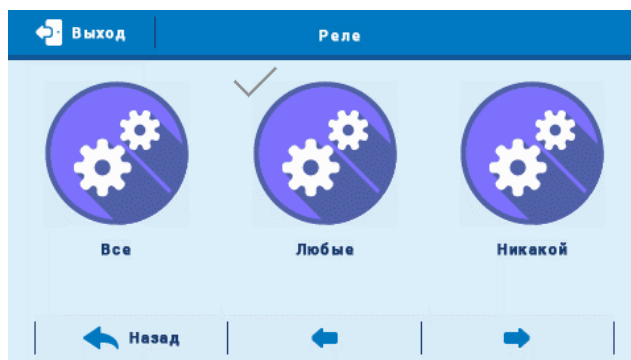 Выход
Реле
Все
Любые
Никакой
Назад